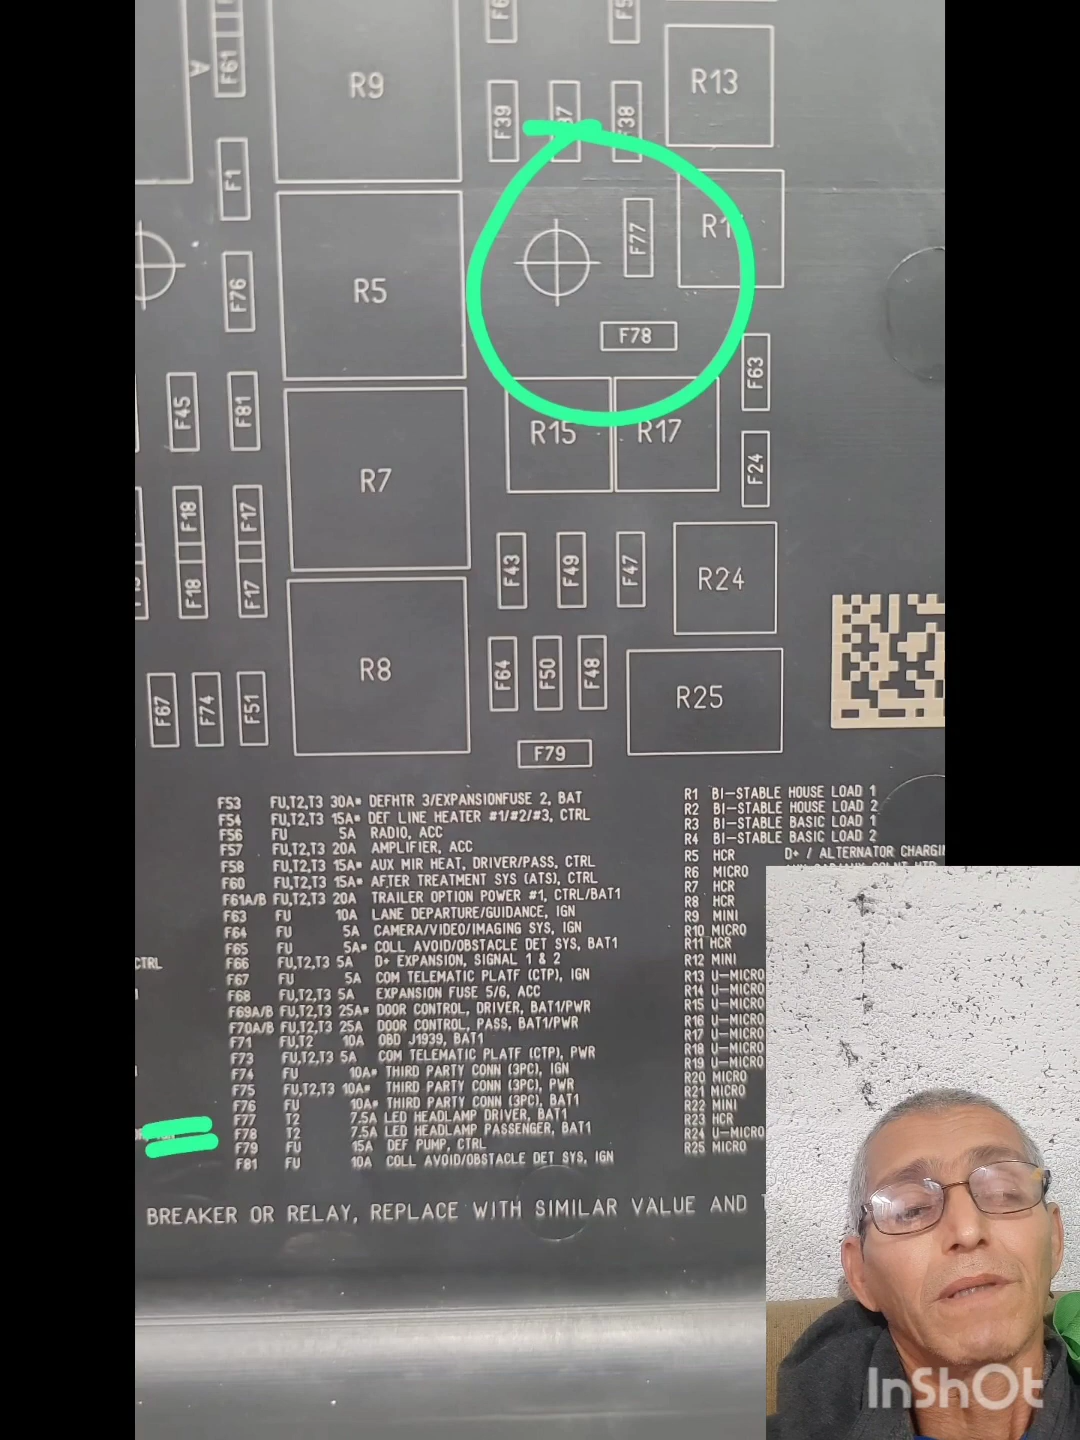 F61
A
R9
F39
F38
R13
F1
F77
F76
R5
F78
F63
F45
F81
R15
R17
R7
F24
F18
F17
F43
F49
F47
R24
F18
F17
R8
F64
F50
F48
R25
F67
F74
F51
F79
F53 FU,T2,T3 30A* DEFHTR 3/EXPANSIONFUSE 2, BAT
F54 FU,T2,T3 15A* DEF LINE HEATER #1/#2/#3, CTRL
F56 FU 5A RADIO, ACC
F57 FU,T2,T3 20A AMPLIFIER, ACC
F58 FU,T2,T3 15A* AUX MIR HEAT, DRIVER/PASS, CTRL
F60 FU,T2,T3 15A* AFTER TREATMENT SYS (ATS), CTRL
F61A/B FU,T2,T3 20A TRAILER OPTION POWER #1, CTRL/BAT1
F63 FU 10A LANE DEPARTURE/GUIDANCE, IGN
F64 FU 5A CAMERA/VIDEO/IMAGING SYS, IGN
F65 FU 5A* COLL AVOID/OBSTACLE DET SYS, BAT1
F66 FU,T2,T3 5A D+ EXPANSION, SIGNAL 1 & 2
F67 FU 5A COM TELEMATIC PLATF (CTP), IGN
F68 FU,T2,T3 5A EXPANSION FUSE 5/6, ACC
F69A/B FU,T2,T3 25A* DOOR CONTROL, DRIVER, BAT1/PWR
F70A/B FU,T2,T3 25A DOOR CONTROL, PASS, BAT1/PWR
F71 FU,T2 10A OBD J1939, BAT1
F73 FU,T2,T3 5A COM TELEMATIC PLATF (CTP), PWR
F74 FU 10A* THIRD PARTY CONN (3PC), IGN
F75 FU,T2,T3 10A* THIRD PARTY CONN (3PC), PWR
F76 FU 10A* THIRD PARTY CONN (3PC), BAT1
F77 T2 7.5A LED HEADLAMP DRIVER, BAT1
F78 T2 7.5A LED HEADLAMP PASSENGER, BAT1
F79 FU 15A DEF PUMP, CTRL
F81 FU 10A COLL AVOID/OBSTACLE DET SYS, IGN
CTRL
R1 BI-STABLE HOUSE LOAD 1
R2 BI-STABLE HOUSE LOAD 2
R3 BI-STABLE BASIC LOAD 1
R4 BI-STABLE BASIC LOAD 2
R5 HCR D+ / ALTERNATOR CHARGIN
R6 MICRO
R7 HCR
R8 HCR
R9 MINI
R10 MICRO
R11 HCR
R12 MINI
R13 U-MICRO
R14 U-MICRO
R15 U-MICRO
R16 U-MICRO
R17 U-MICRO
R18 U-MICRO
R19 U-MICRO
R20 MICRO
R21 MICRO
R22 MINI
R23 HCR
R24 U-MICRO
R25 MICRO
BREAKER OR RELAY, REPLACE WITH SIMILAR VALUE AND
InShOt